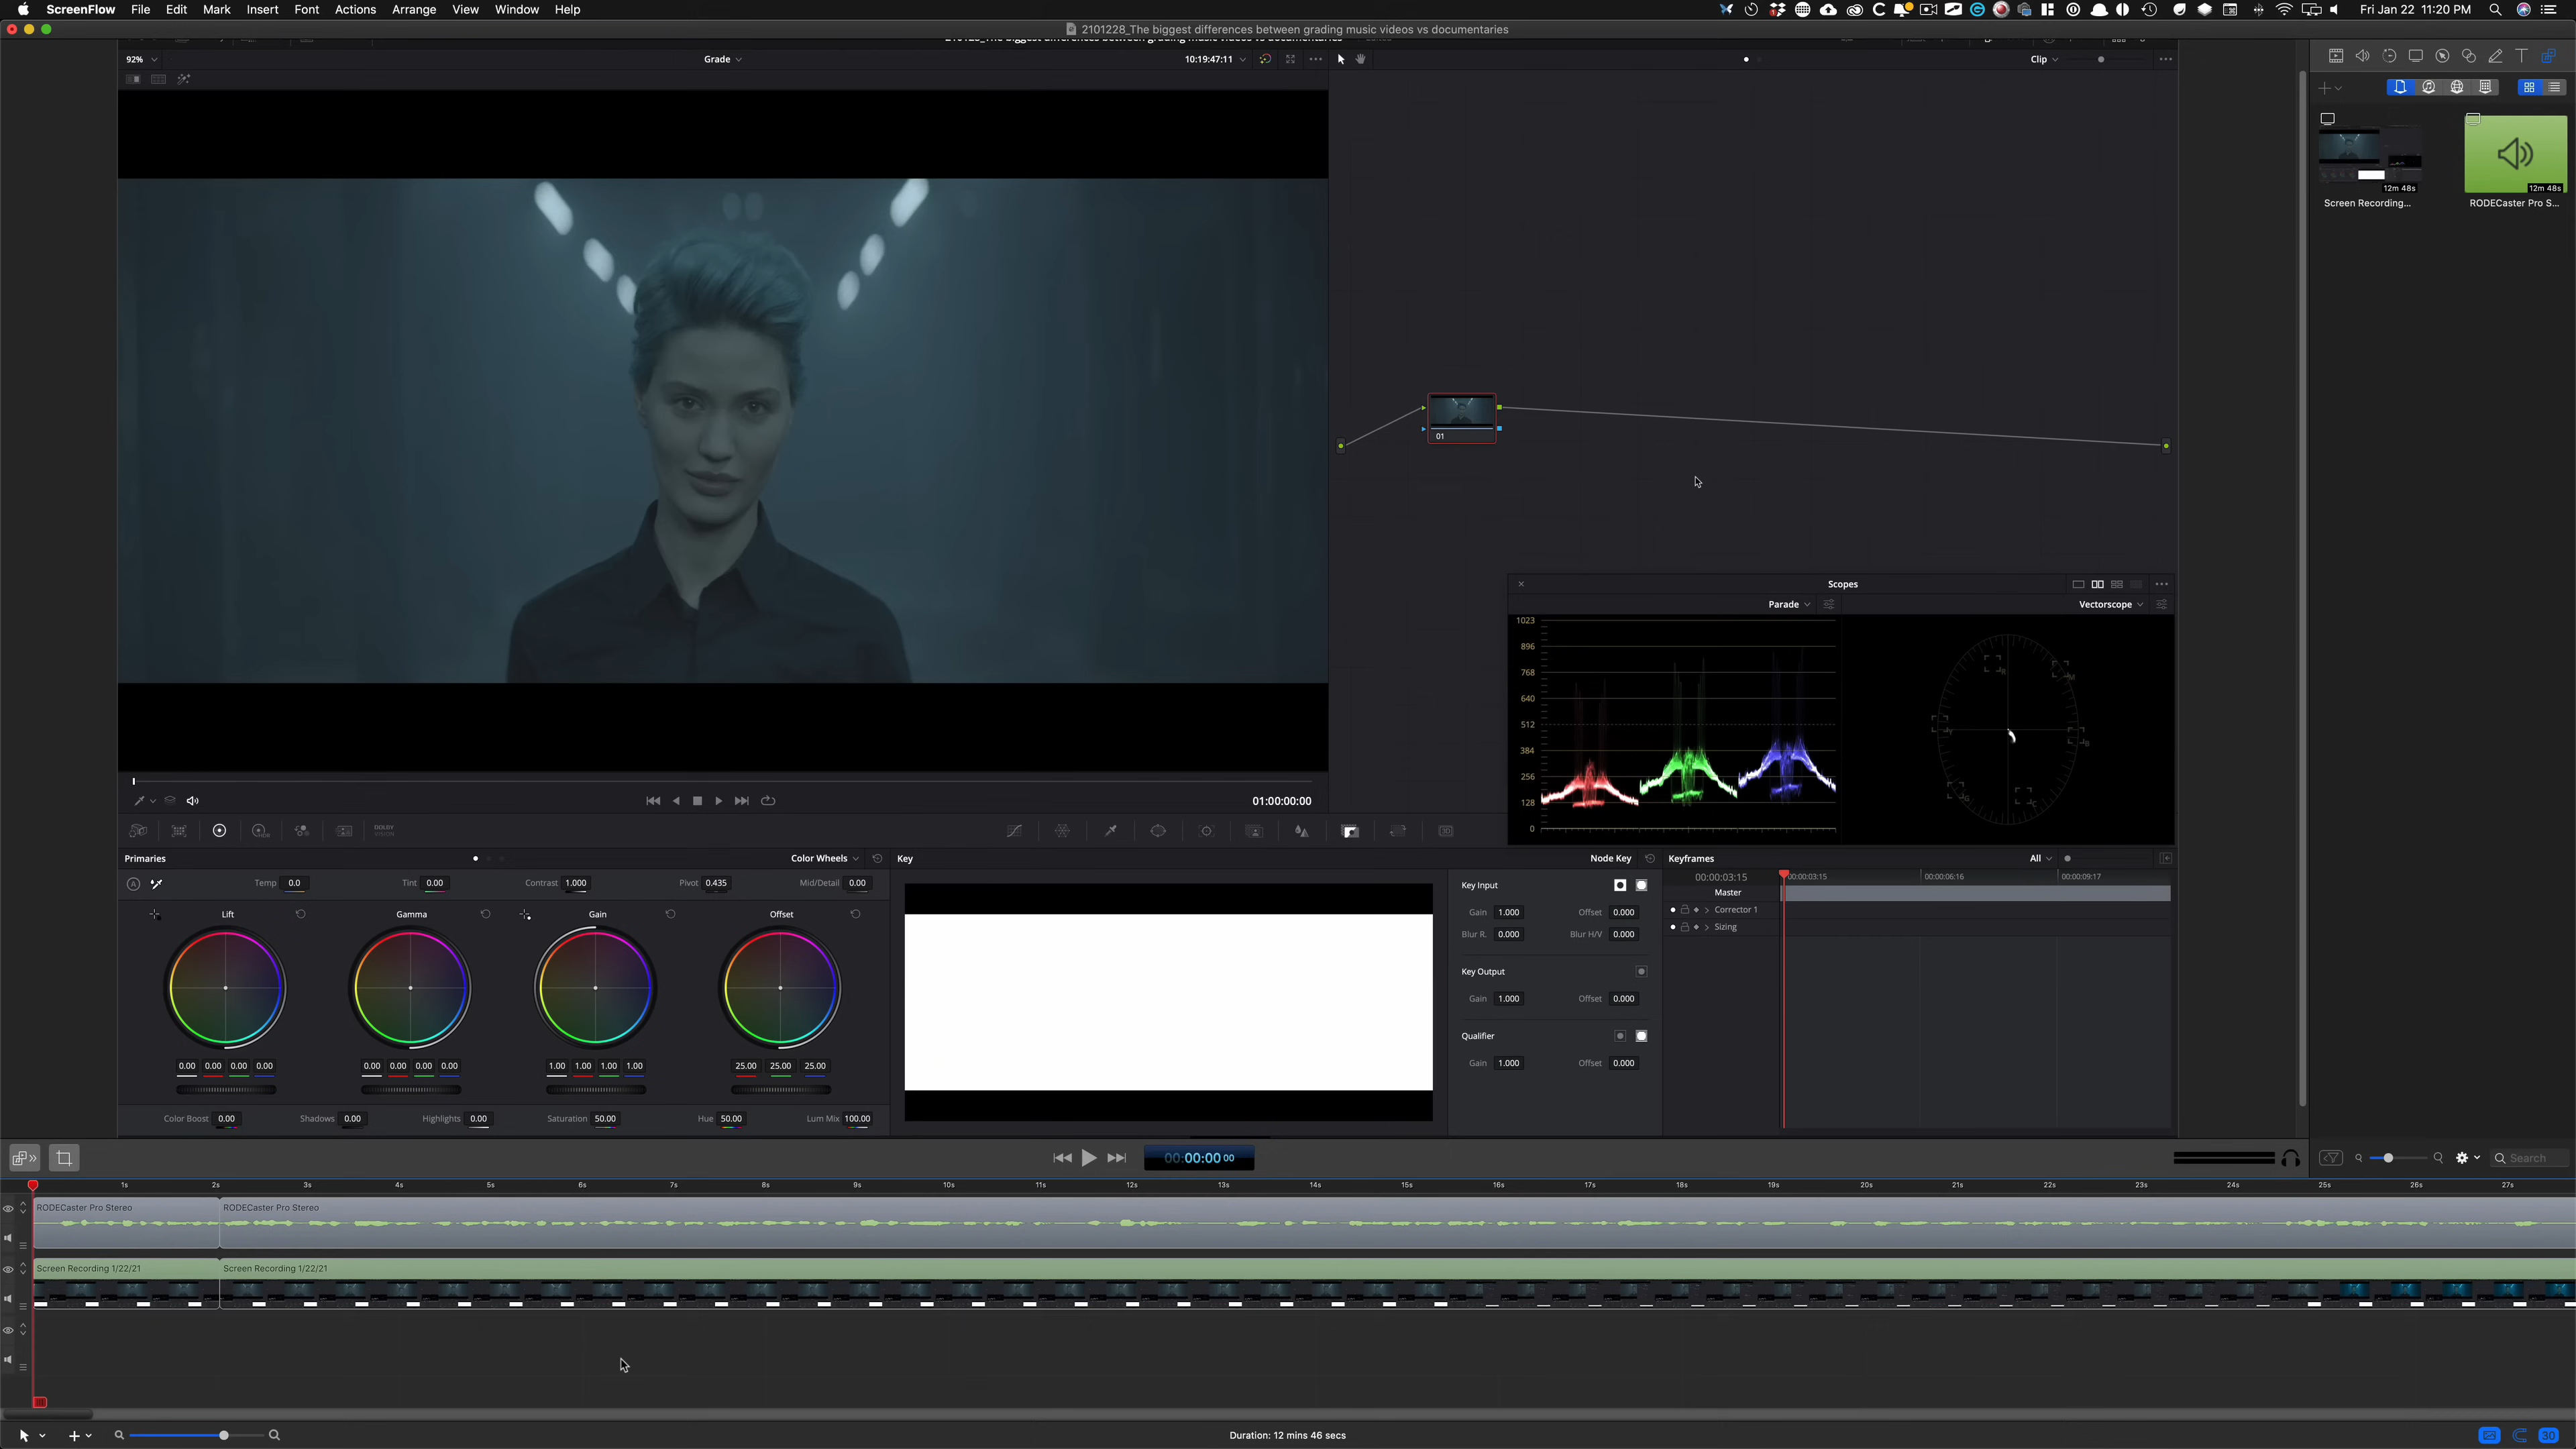 ScreenFlow File Edit Mark Insert Font Actions Arrange View Window Help
Fri Jan 22 11:20 PM
2101228_The biggest differences between grading music videos vs documentaries
92%
Grade
10:19:47:11
Clip
12m 48s
12m 48s
Screen Recording...
RODECaster Pro S...
01
Scopes
Parade
Vectorscope
1023
896
768
640
512
384
256
128
0
01:00:00:00
DOLBY
VISION
3D
Primaries
Color Wheels
Key
Node Key
Keyframes
All
Temp 0.0
Tint 0.00
Contrast 1.000
Pivot 0.435
Mid/Detail 0.00
Lift
Gamma
Gain
Offset
0.00 0.00 0.00 0.00
0.00 0.00 0.00 0.00
1.00 1.00 1.00 1.00
25.00 25.00 25.00
Color Boost 0.00
Shadows 0.00
Highlights 0.00
Saturation 50.00
Hue 50.00
Lum Mix 100.00
Key Input
Gain 1.000 Offset 0.000
Blur R. 0.000 Blur H/V 0.000
Key Output
Gain 1.000 Offset 0.000
Qualifier
Gain 1.000 Offset 0.000
00:00:03:15
00:00:03:15
00:00:06:16
00:00:09:17
Master
Corrector 1
Sizing
00:00:00:00
Search
1s 2s 3s 4s 5s 6s 7s 8s 9s 10s 11s 12s 13s 14s 15s 16s 17s 18s 19s 20s 21s 22s 23s 24s 25s 26s 27s
RODECaster Pro Stereo
RODECaster Pro Stereo
Screen Recording 1/22/21
Screen Recording 1/22/21
Duration: 12 mins 46 secs
30